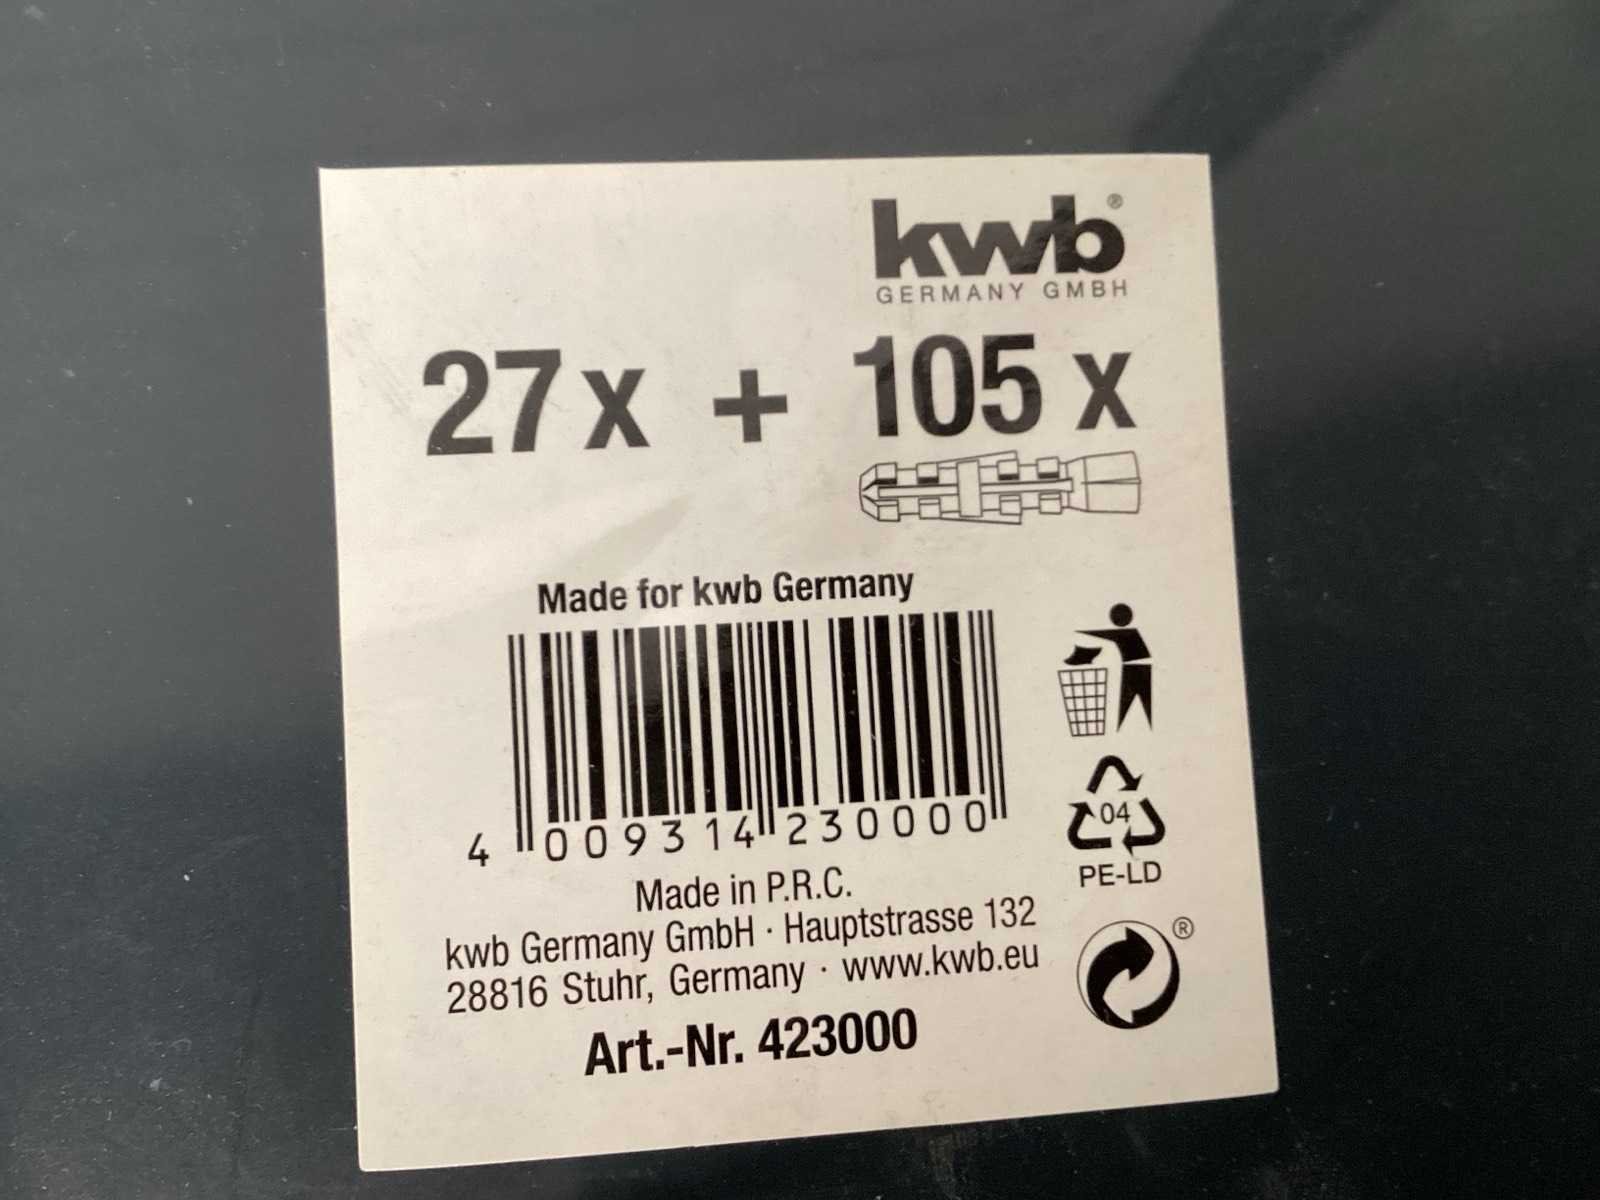 kwb®
GERMANY GMBH
27x + 105 x
Made for kwb Germany
4 009314 230000
Made in P.R.C.
kwb Germany GmbH · Hauptstrasse 132
28816 Stuhr, Germany · www.kwb.eu
Art.-Nr. 423000
04
PE-LD
®